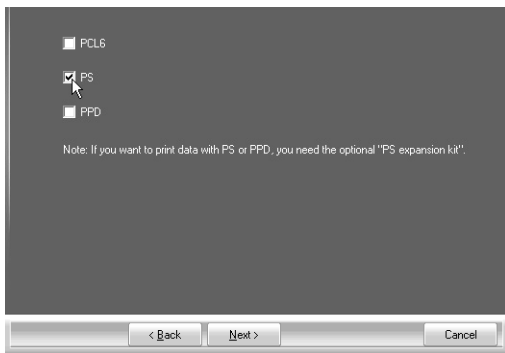 PCL6
PS
PPD
Note: If you want to print data with PS or PPD, you need the optional "PS expansion kit".
< Back
Next >
Cancel